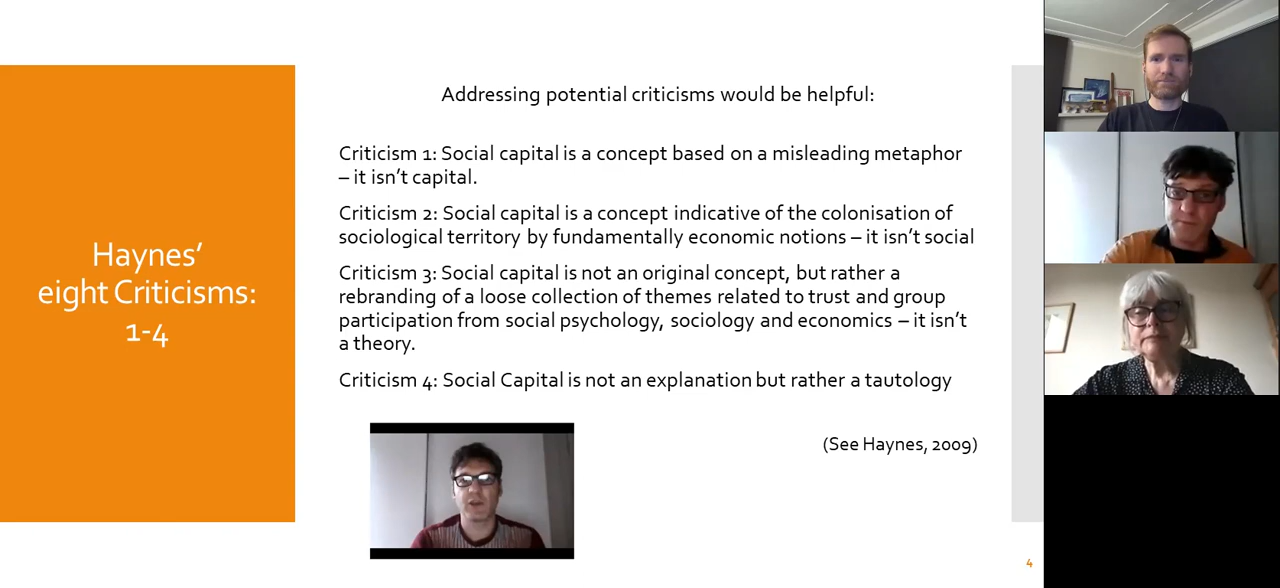 Haynes’
eight Criticisms:
1-4
Addressing potential criticisms would be helpful:
Criticism 1: Social capital is a concept based on a misleading metaphor
– it isn’t capital.
Criticism 2: Social capital is a concept indicative of the colonisation of
sociological territory by fundamentally economic notions – it isn’t social
Criticism 3: Social capital is not an original concept, but rather a
rebranding of a loose collection of themes related to trust and group
participation from social psychology, sociology and economics – it isn’t
a theory.
Criticism 4: Social Capital is not an explanation but rather a tautology
(See Haynes, 2009)
4